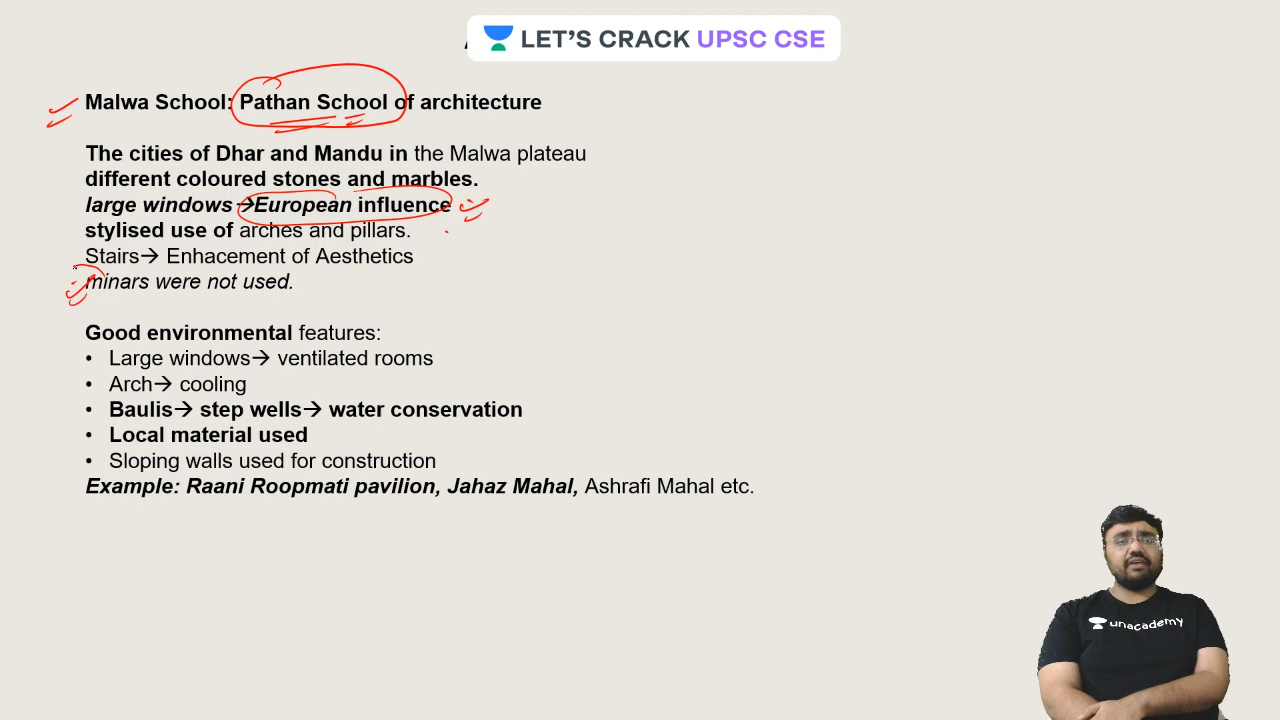 LET'S CRACK UPSC CSE
Malwa School: Pathan School of architecture
The cities of Dhar and Mandu in the Malwa plateau
different coloured stones and marbles.
large windows →European influence
stylised use of arches and pillars.
Stairs→ Enhacement of Aesthetics
minars were not used.
Good environmental features:
• Large windows→ ventilated rooms
• Arch→ cooling
• Baulis→ step wells→ water conservation
• Local material used
• Sloping walls used for construction
Example: Raani Roopmati pavilion, Jahaz Mahal, Ashrafi Mahal etc.
unacademy